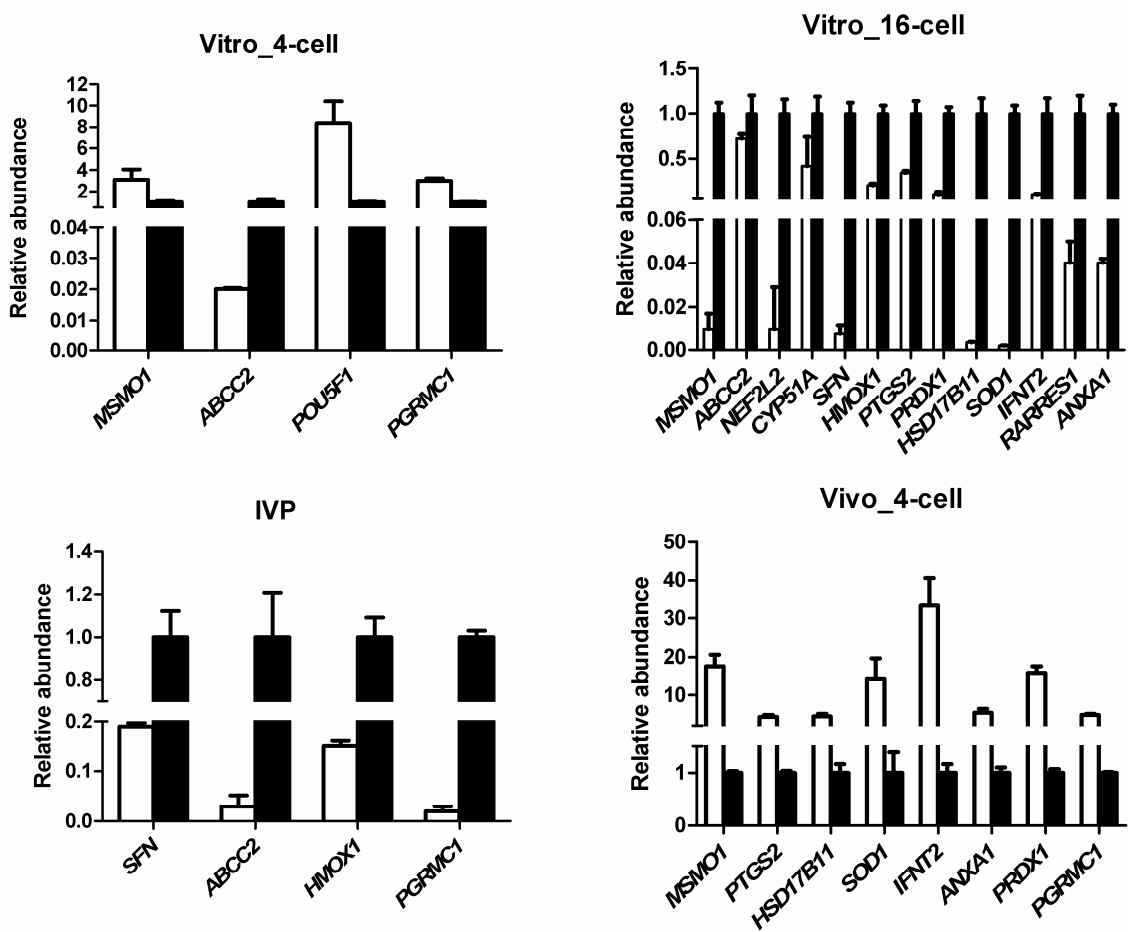 Vitro_4-cell
Relative abundance
12
10
8
6
4
2
0.04
0.03
0.02
0.01
0.00
MSMO1
ABCC2
POU5F1
PGRMC1
Vitro_16-cell
Relative abundance
1.5
1.0
0.5
0.06
0.04
0.02
0.00
MSMO1
ABCC2
NEF2L2
CYP51A
SFN
HMOX1
PTGS2
PRDX1
HSD17B11
SOD1
IFNT2
RARRES1
ANXA1
IVP
Relative abundance
1.4
1.2
1.0
0.8
0.2
0.1
0.0
SFN
ABCC2
HMOX1
PGRMC1
Vivo_4-cell
Relative abundance
50
40
30
20
10
1
0
MSMO1
PTGS2
HSD17B11
SOD1
IFNT2
ANXA1
PRDX1
PGRMC1